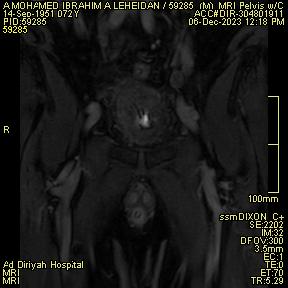 A MOHAMED IBRAHIM A LEHEIDAN / 59285 (M) MRI Pelvis w/C
14-Sep-1951 072Y ACC#DIR-304801911
PID:59285 06-Dec-2023 12:18 PM
59285
R
100mm
ssmDIXON_C+
SE:2202
IM:32
DFOV:300
3.5mm
Ad Diriyah Hospital EC:1
MRI TE:0
MRI ET:70
TR:5.29